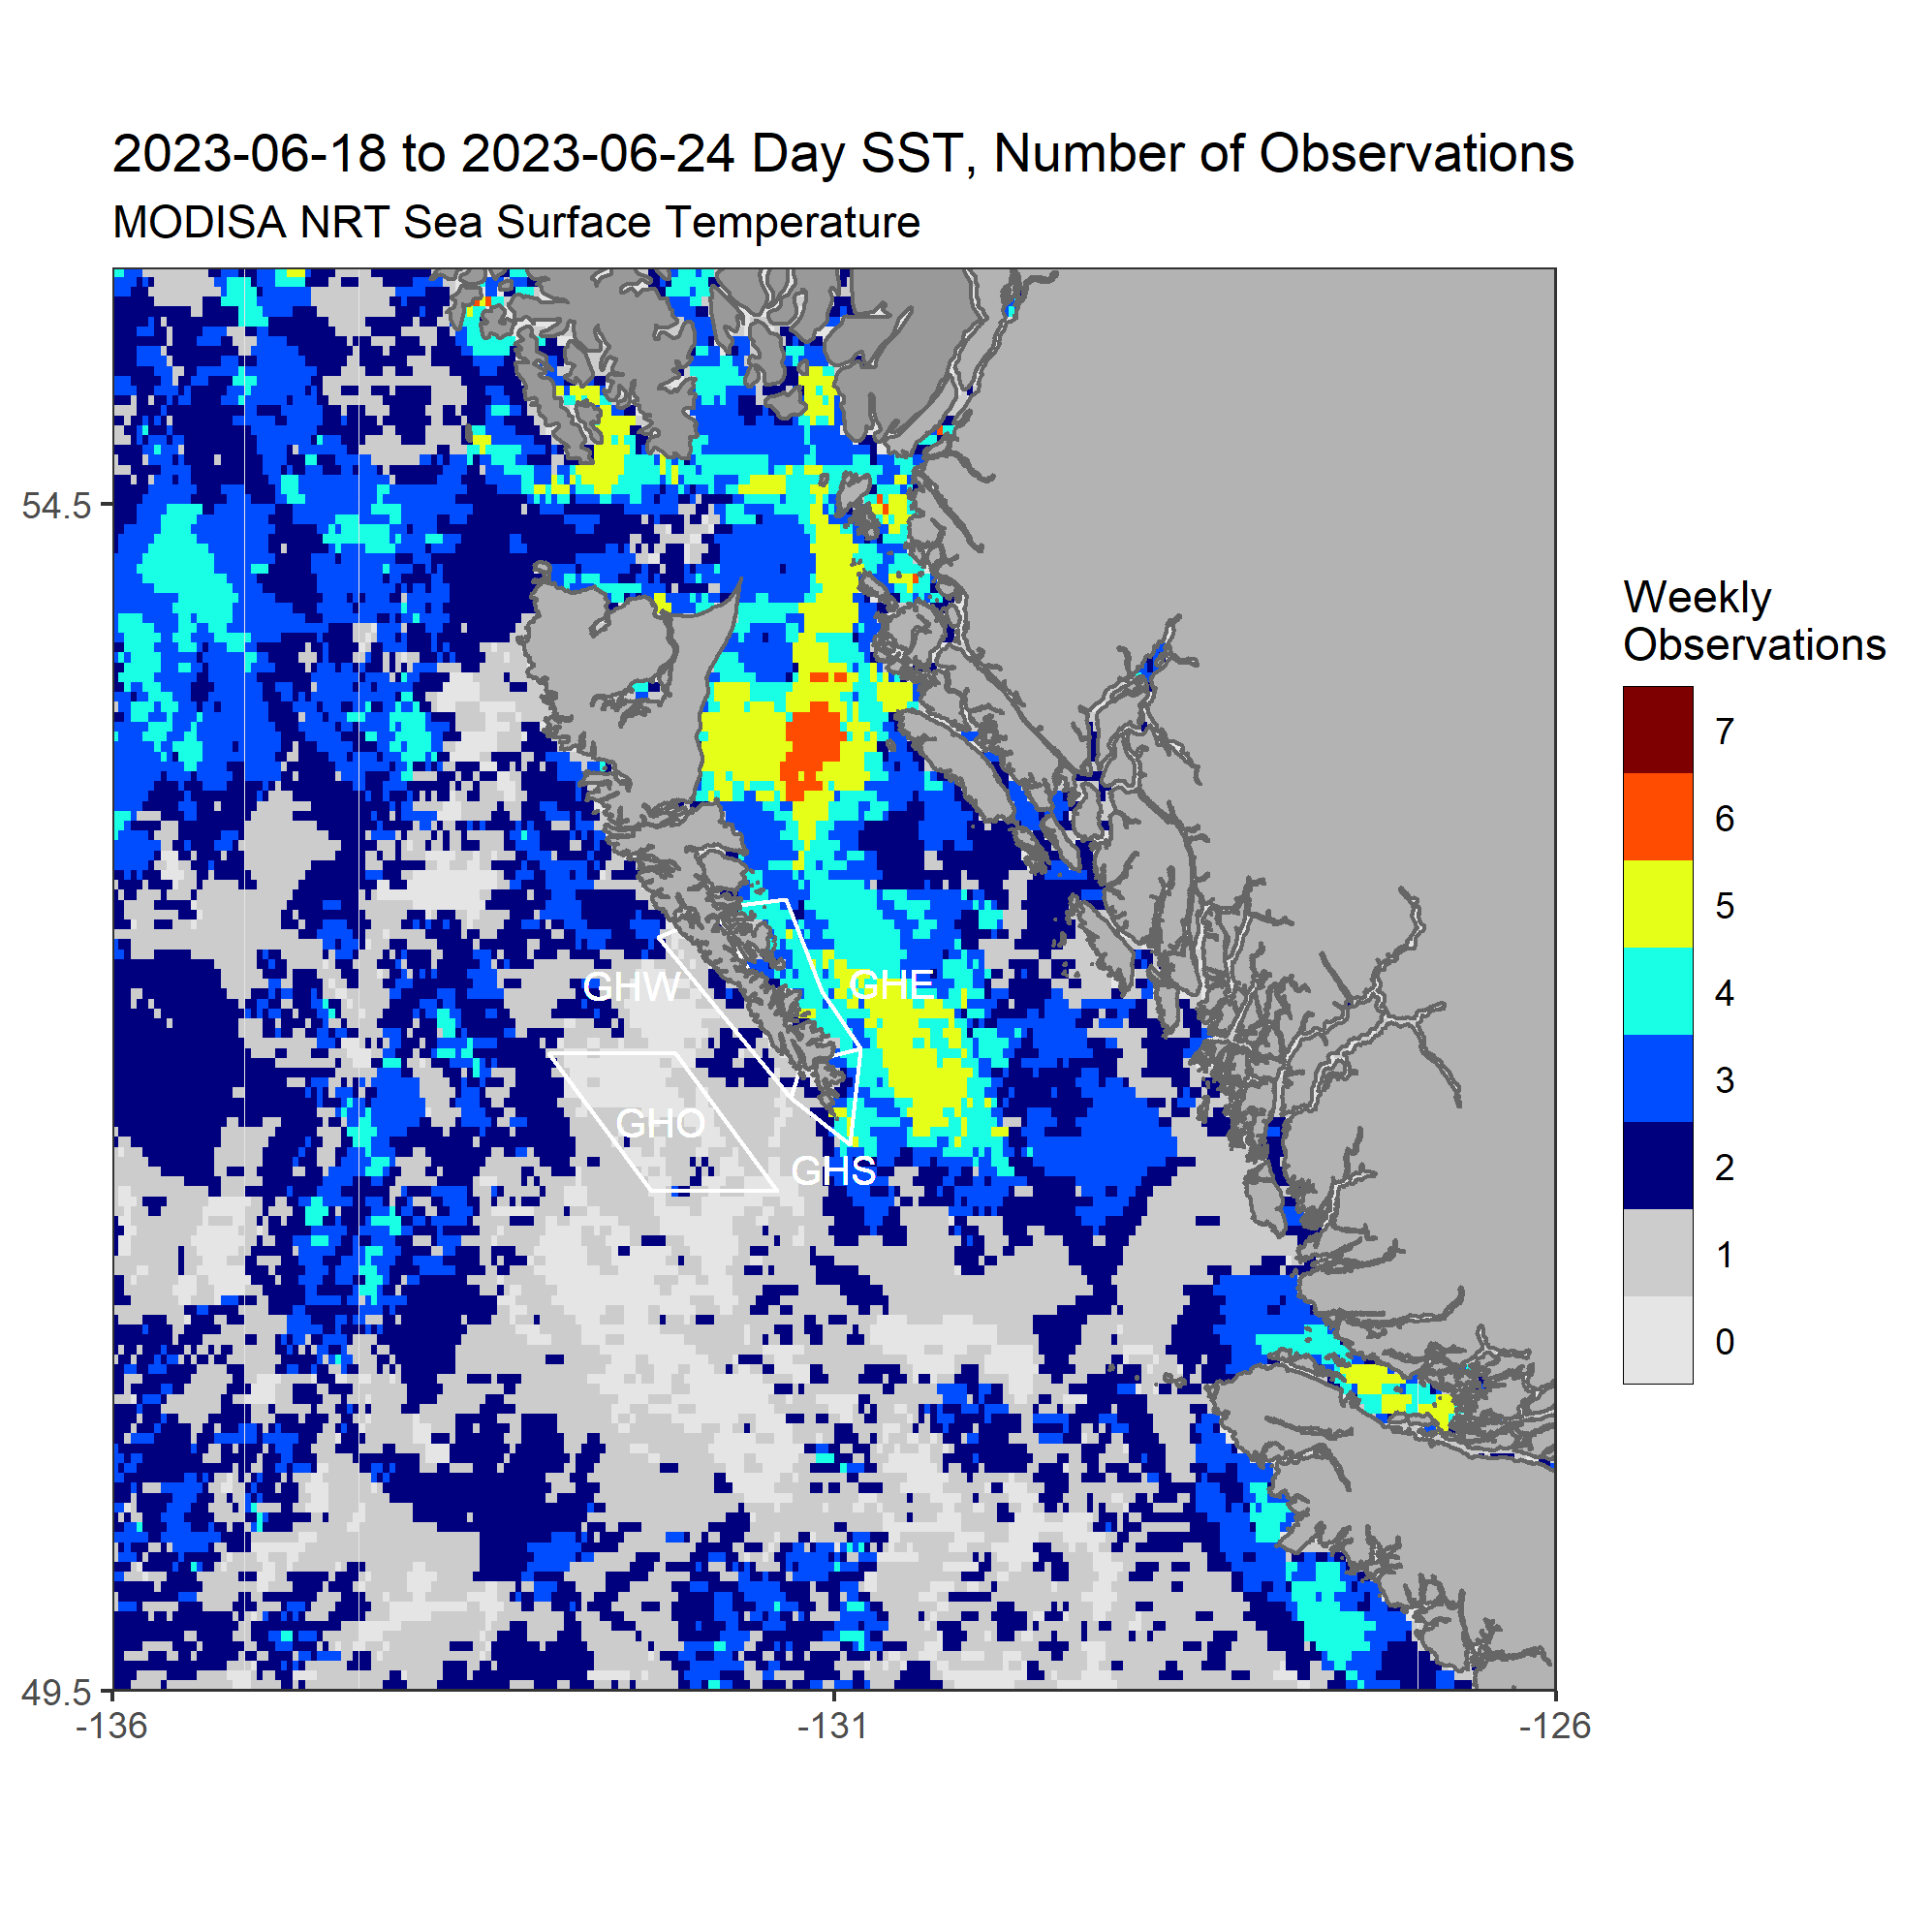 2023-06-18 to 2023-06-24 Day SST, Number of Observations
MODISA NRT Sea Surface Temperature
54.5
49.5
-136
-131
-126
GHW
GHE
GHO
GHS
Weekly
Observations
7
6
5
4
3
2
1
0